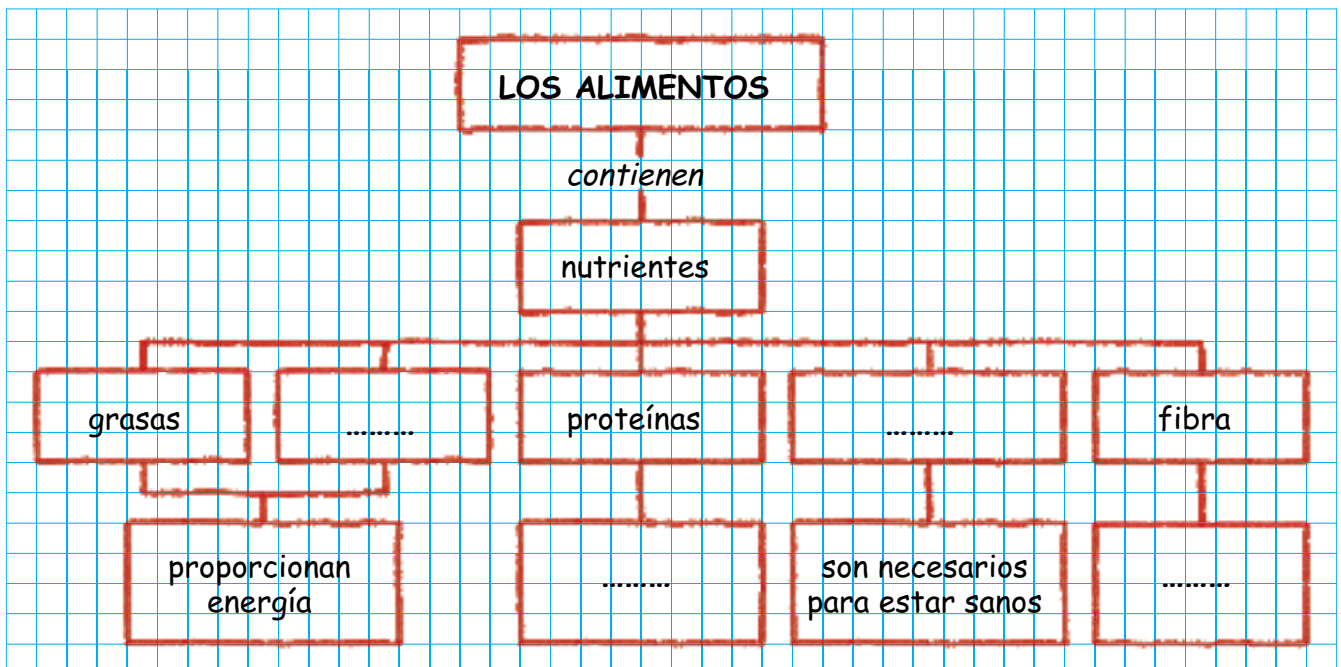 LOS ALIMENTOS
contienen
nutrientes
grasas
.........
proteínas
.........
fibra
proporcionan
energía
.........
son necesarios
para estar sanos
.........